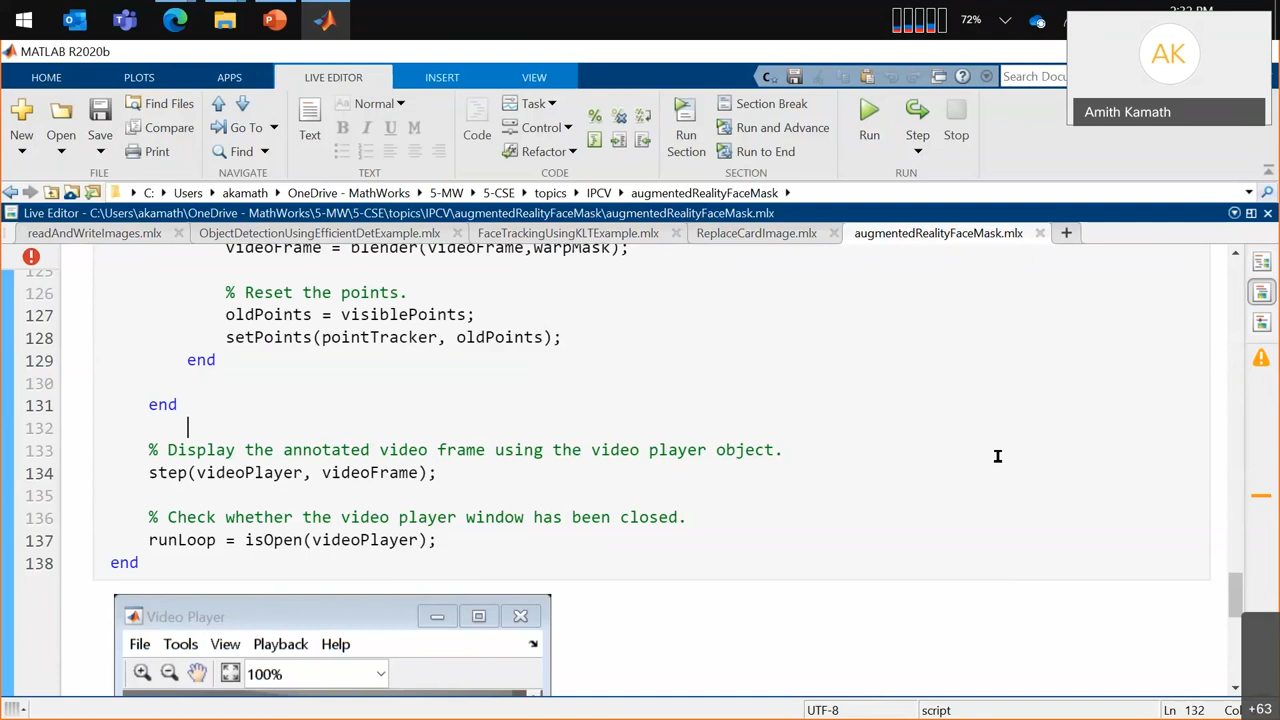 72%
AK
Amith Kamath
MATLAB R2020b
HOME PLOTS APPS LIVE EDITOR INSERT VIEW
Search Docu
New Open Save
Find Files
Compare
Print
Go To
Find
Text
Aa Normal
B I U M
Code
Task
Control
Refactor
Run Section
Section Break
Run and Advance
Run to End
Run Step Stop
FILE NAVIGATE TEXT CODE SECTION RUN
C: Users akamath OneDrive - MathWorks 5-MW 5-CSE topics IPCV augmentedRealityFaceMask
Live Editor - C:\Users\akamath\OneDrive - MathWorks\5-MW\5-CSE\topics\IPCV\augmentedRealityFaceMask\augmentedRealityFaceMask.mlx
readAndWriteImages.mlx ObjectDetectionUsingEfficientDetExample.mlx FaceTrackingUsingKLTExample.mlx ReplaceCardImage.mlx augmentedRealityFaceMask.mlx
videoFrame = blender(videoFrame,warpMask);
125
126 % Reset the points.
127 oldPoints = visiblePoints;
128 setPoints(pointTracker, oldPoints);
129 end
130
131 end
132
133 % Display the annotated video frame using the video player object.
134 step(videoPlayer, videoFrame);
135
136 % Check whether the video player window has been closed.
137 runLoop = isOpen(videoPlayer);
138 end
Video Player
File Tools View Playback Help
100%
UTF-8 script Ln 132 Col
+63